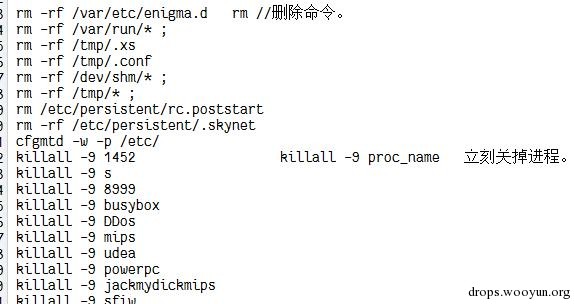 rm -rf /var/etc/enigma.d rm //删除命令。
rm -rf /var/run/* ;
rm -rf /tmp/.xs
rm -rf /tmp/.conf
rm -rf /dev/shm/* ;
rm -rf /tmp/* ;
rm /etc/persistent/rc.poststart
rm -rf /etc/persistent/.skynet
cfgmtd -w -p /etc/
killall -9 1452 killall -9 proc_name 立刻关掉进程。
killall -9 s
killall -9 8999
killall -9 busybox
killall -9 DDos
killall -9 mips
killall -9 udea
killall -9 powerpc
killall -9 jackmydickmips
killall -9 sfiw
drops.wooyun.org